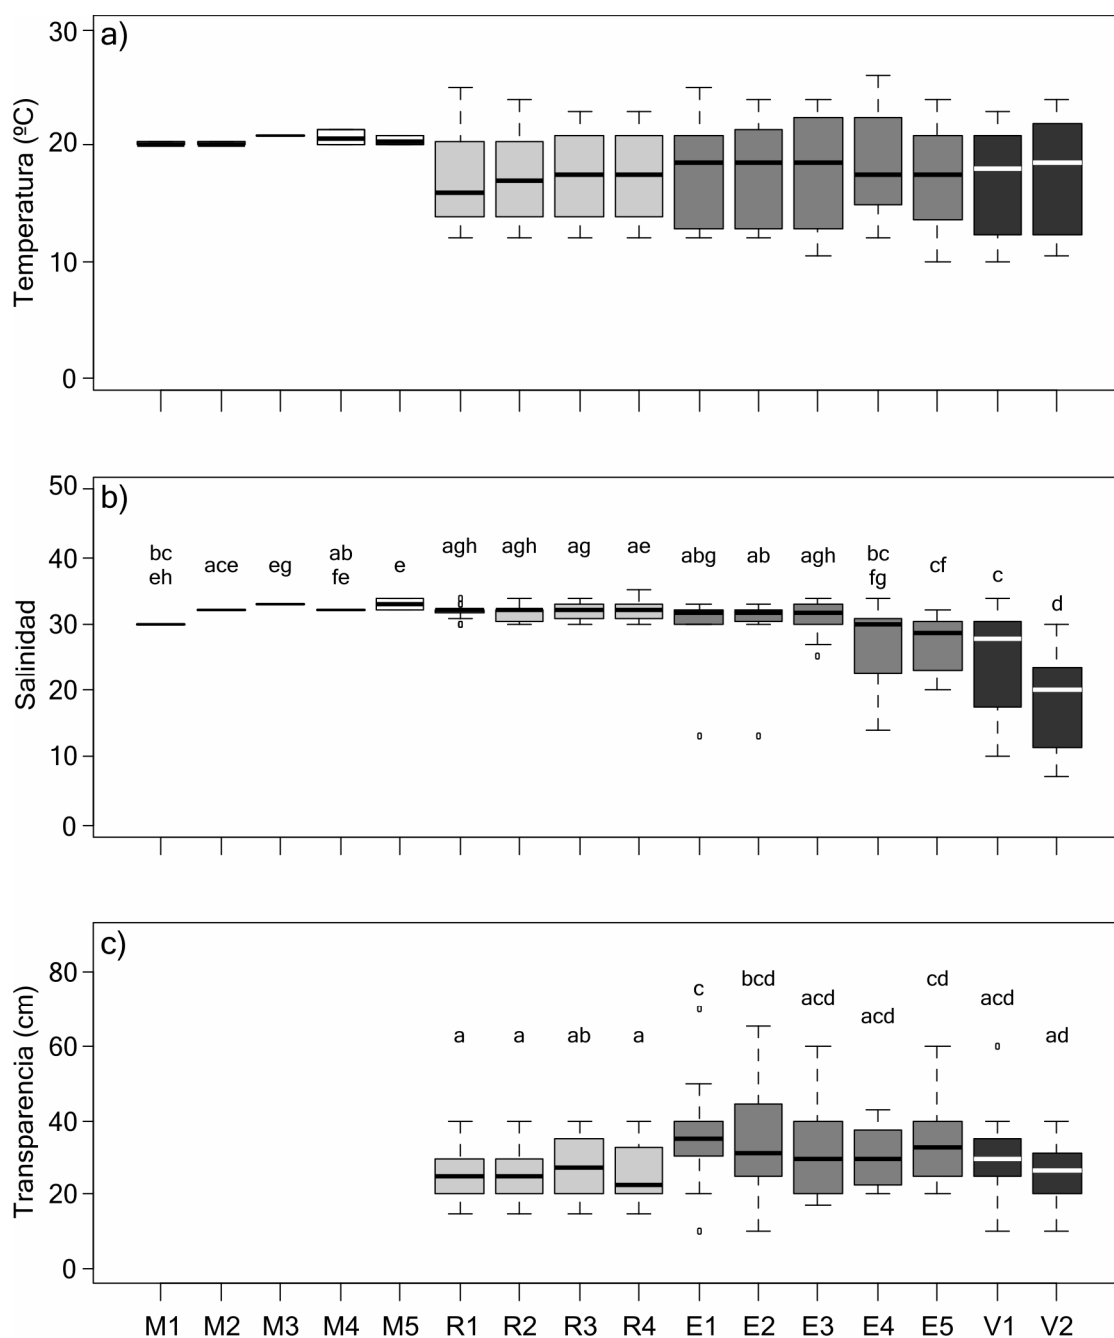 a)
Temperatura (ºC)
30
20
10
0
b)
Salinidad
50
40
30
20
10
0
bc ab bc
eh ace eg fe e agh agh ag ae abg ab agh fg cf c d
c)
Transparencia (cm)
80
60
40
20
0
a a ab a c bcd acd acd cd acd ad
M1 M2 M3 M4 M5 R1 R2 R3 R4 E1 E2 E3 E4 E5 V1 V2